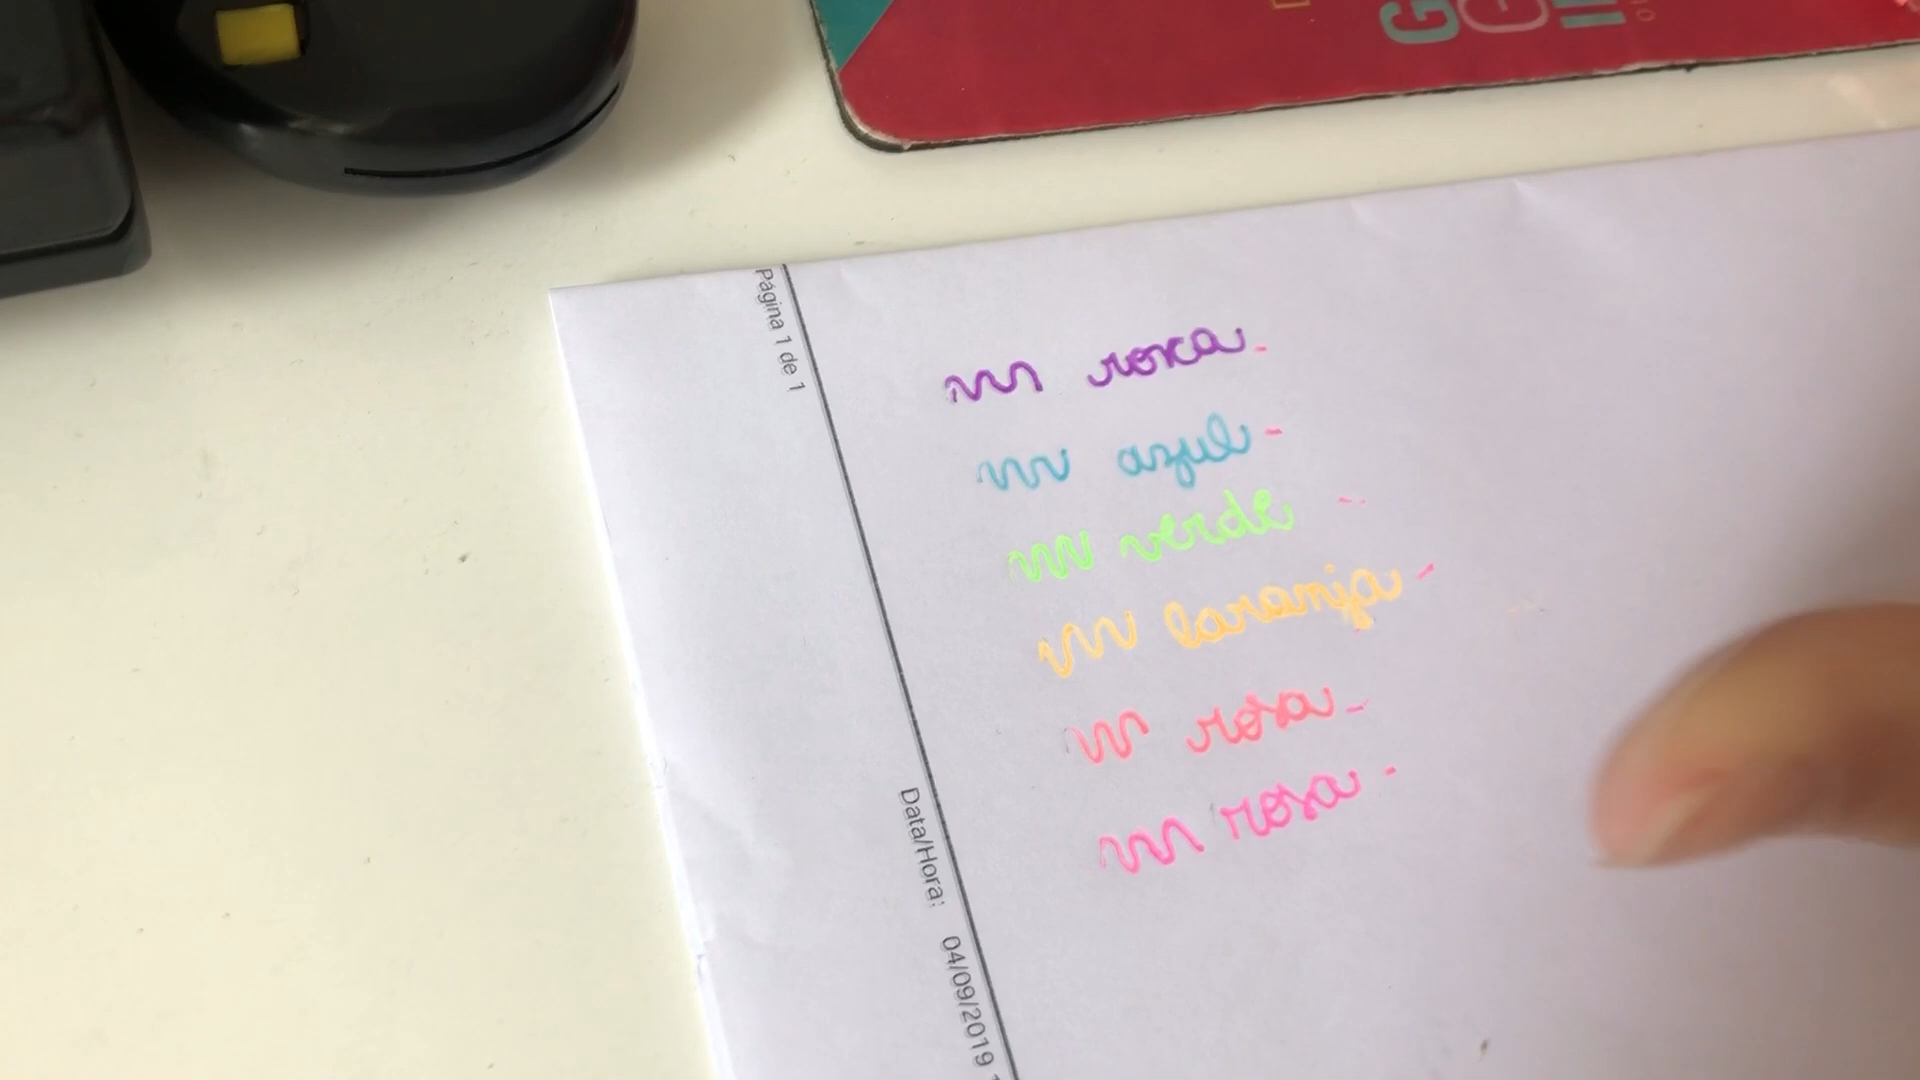 roxa
azul
verde
laranja
rosa
rosa
Página 1 de 1
Data/Hora: 04/09/2019